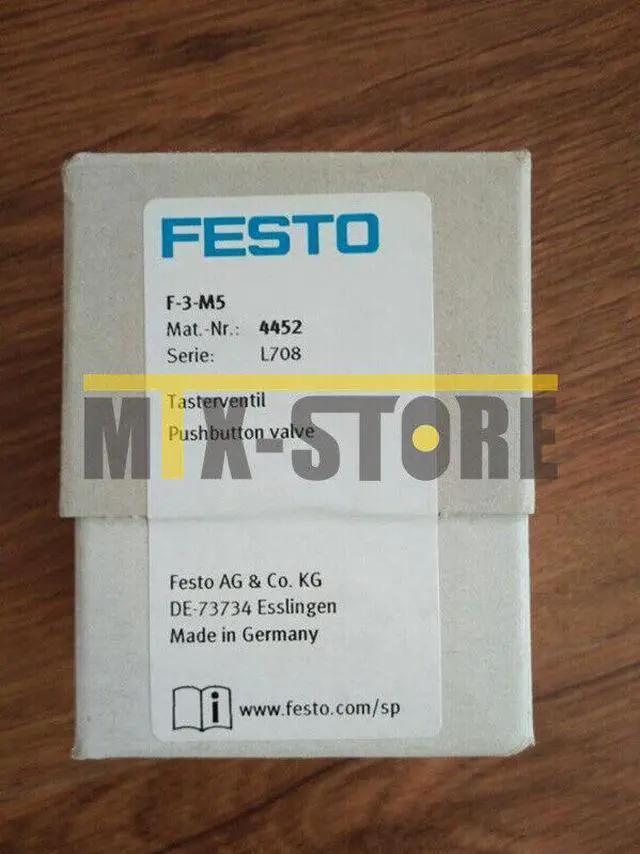 FESTO
F-3-M5
Mat.-Nr.: 4452
Serie: L708
Tasterventil
MTX-STORE
Pushbutton valve
Festo AG & Co. KG
DE-73734 Esslingen
Made in Germany
i www.festo.com/sp